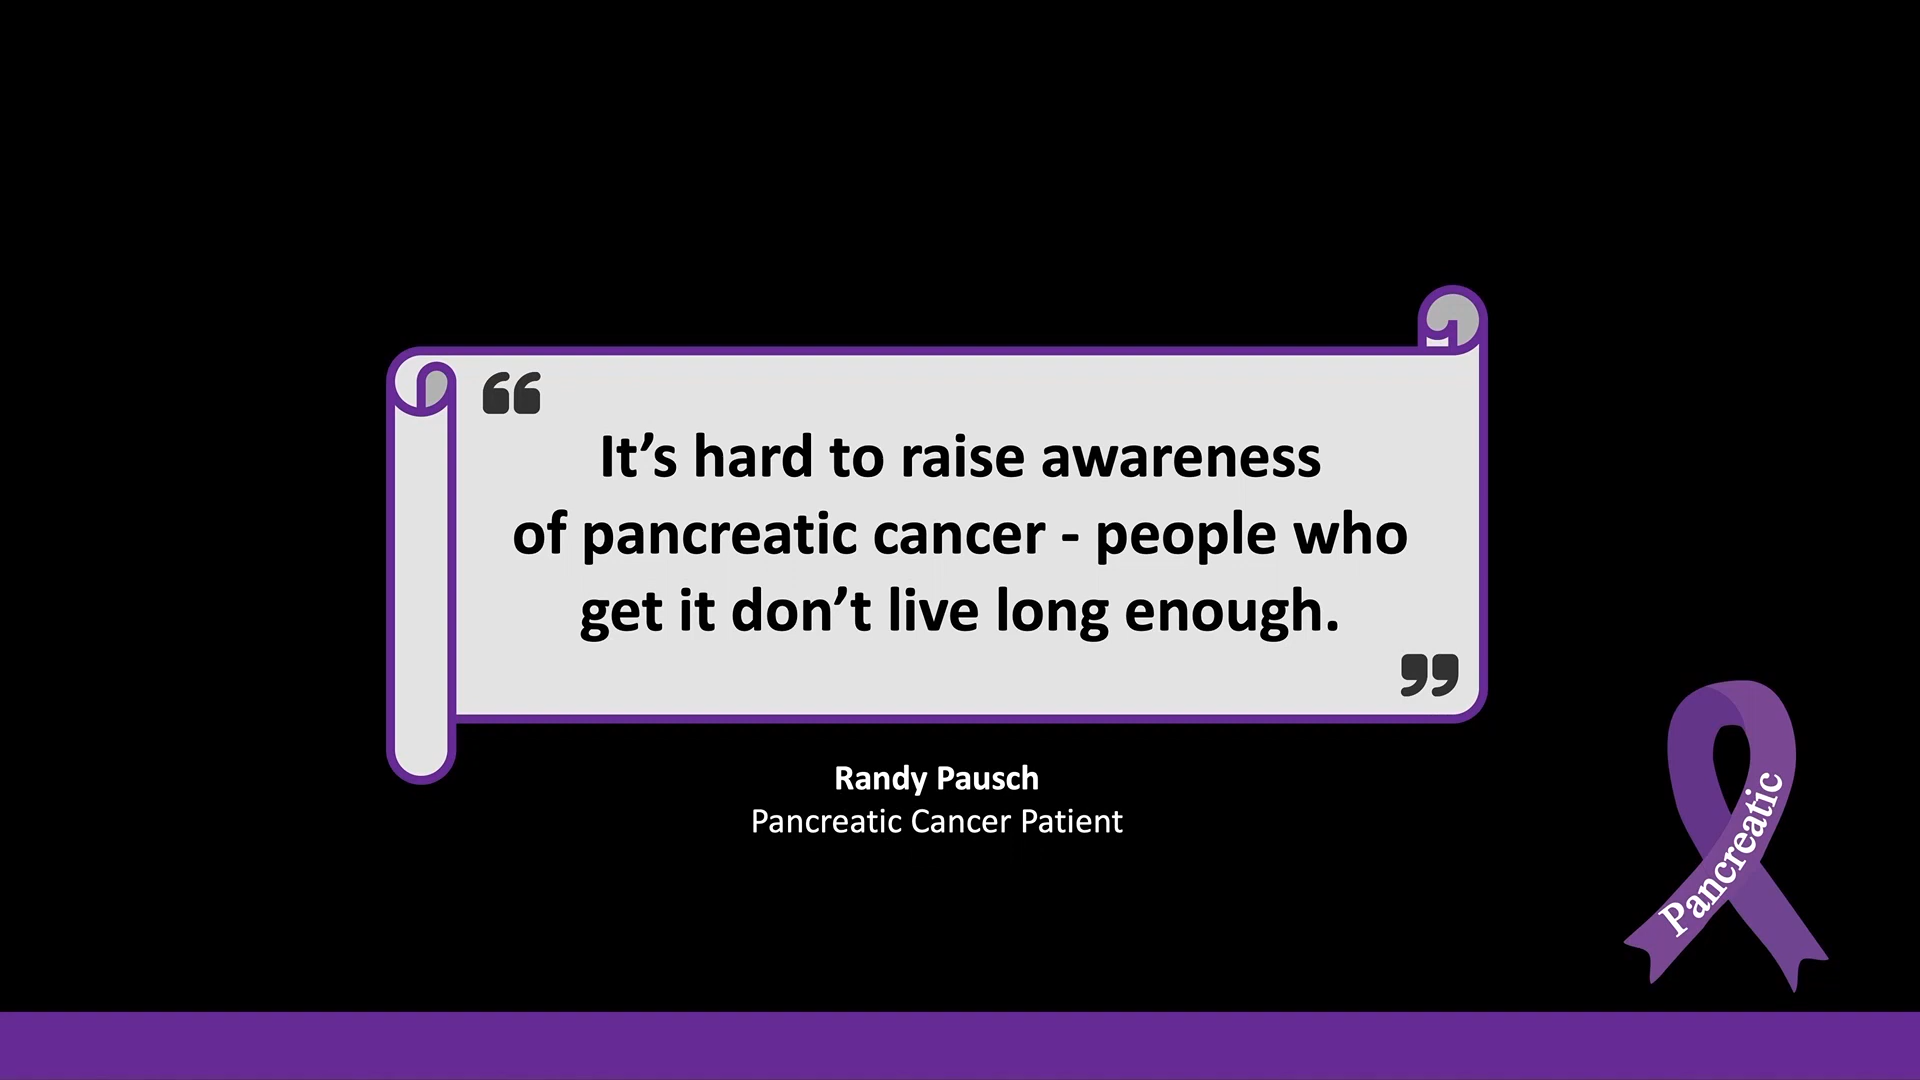 “
It’s hard to raise awareness
of pancreatic cancer - people who
get it don’t live long enough.
”
Randy Pausch
Pancreatic Cancer Patient
Pancreatic